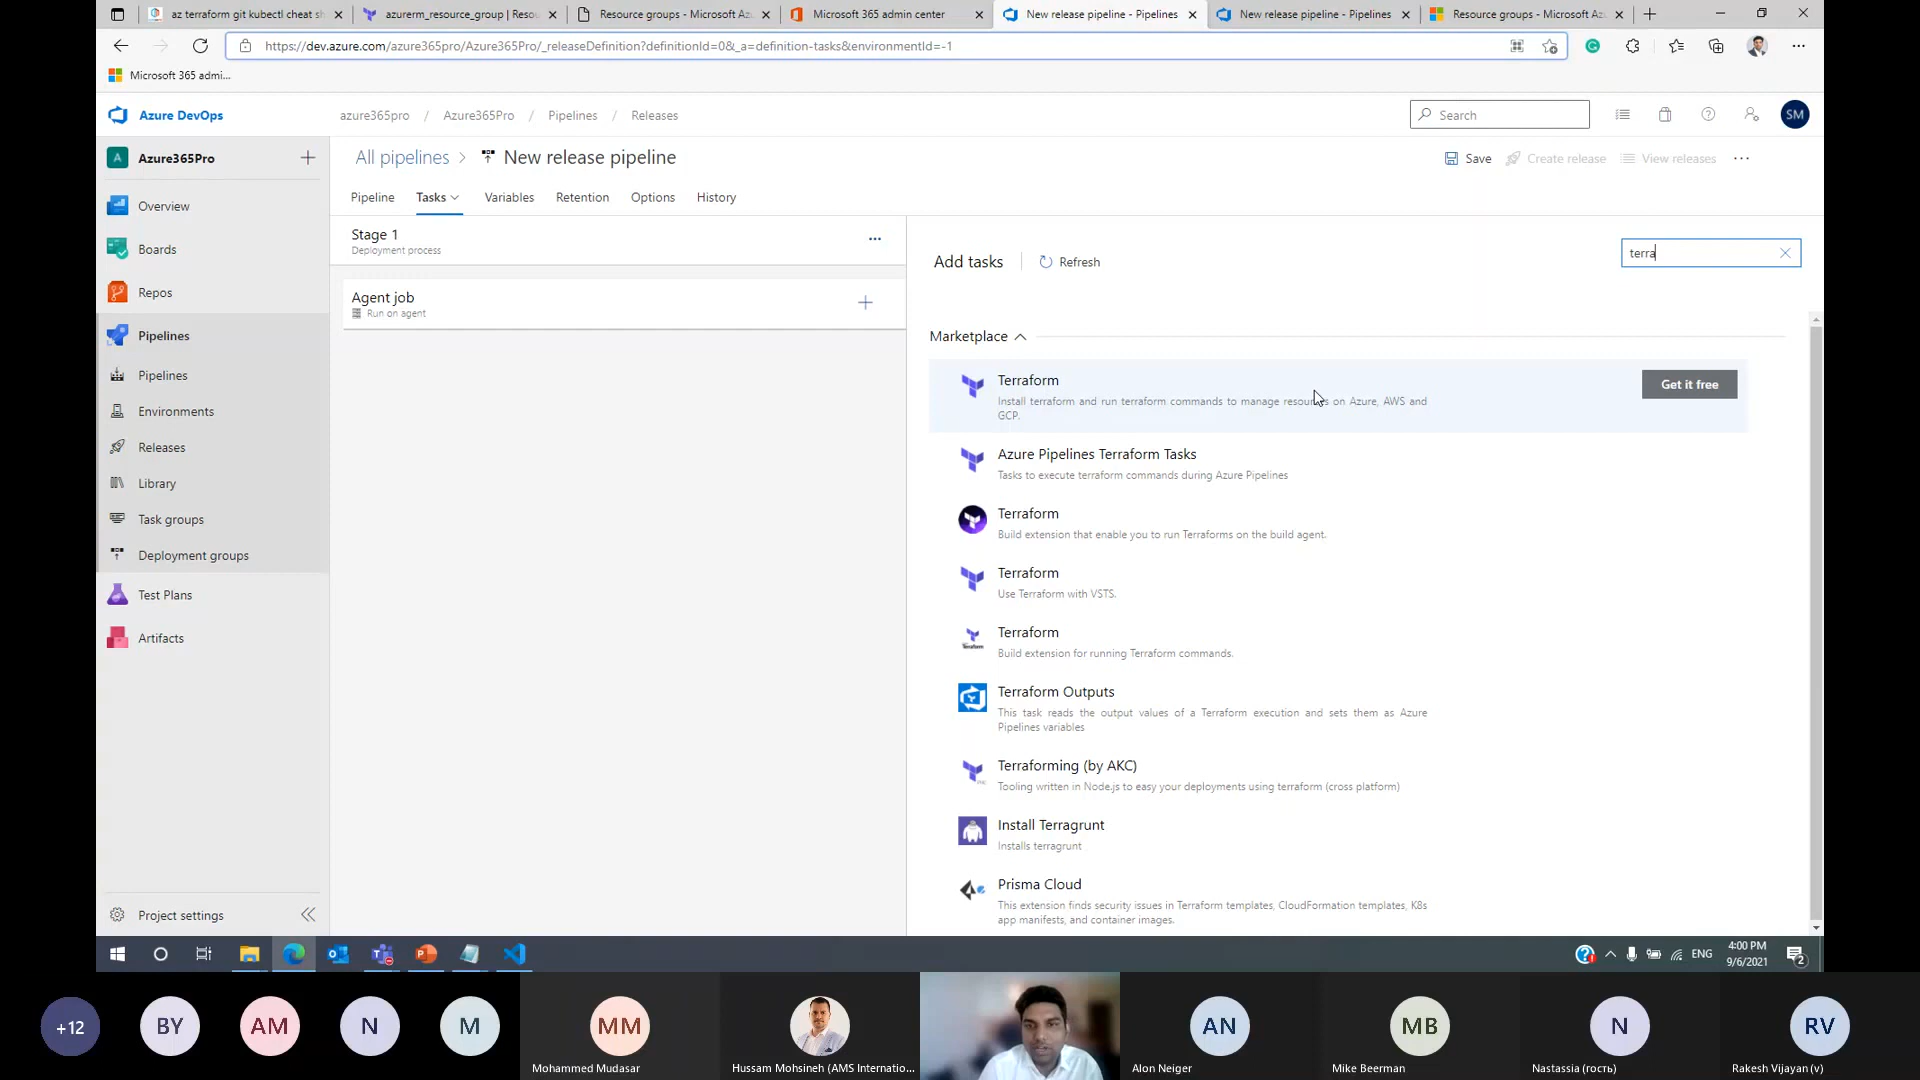 az terraform git kubectl cheat sh
azurerm_resource_group | Resou
Resource groups - Microsoft Az
Microsoft 365 admin center
New release pipeline - Pipelines
New release pipeline - Pipelines
Resource groups - Microsoft Az
https://dev.azure.com/azure365pro/Azure365Pro/_releaseDefinition?definitionId=0&_a=definition-tasks&environmentId=-1
Microsoft 365 admi...
Azure DevOps
azure365pro / Azure365Pro / Pipelines / Releases
Search
SM
A Azure365Pro
All pipelines > New release pipeline
Save
Create release
View releases
Pipeline
Tasks
Variables
Retention
Options
History
Overview
Boards
Repos
Pipelines
Pipelines
Environments
Releases
Library
Task groups
Deployment groups
Test Plans
Artifacts
Project settings
Stage 1
Deployment process
Agent job
Run on agent
Add tasks
Refresh
terra
Marketplace
Terraform
Install terraform and run terraform commands to manage resources on Azure, AWS and
GCP.
Get it free
Azure Pipelines Terraform Tasks
Tasks to execute terraform commands during Azure Pipelines
Terraform
Build extension that enable you to run Terraforms on the build agent.
Terraform
Use Terraform with VSTS.
Terraform
Build extension for running Terraform commands.
Terraform Outputs
This task reads the output values of a Terraform execution and sets them as Azure
Pipelines variables
Terraforming (by AKC)
Tooling written in Node.js to easy your deployments using terraform (cross platform)
Install Terragrunt
Installs terragrunt
Prisma Cloud
This extension finds security issues in Terraform templates, CloudFormation templates, K8s
app manifests, and container images.
ENG
4:00 PM
9/6/2021
2
+12
BY
AM
N
M
MM
Mohammed Mudasar
Hussam Mohsineh (AMS Internatio...
AN
Alon Neiger
MB
Mike Beerman
N
Nastassia (гость)
RV
Rakesh Vijayan (v)